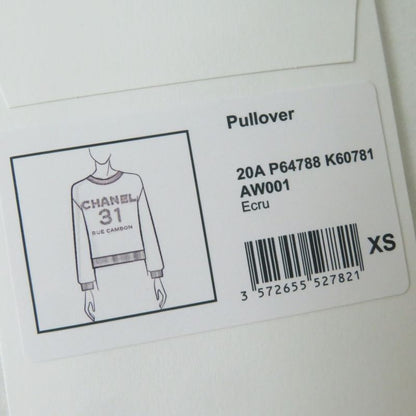 Pullover
20A P64788 K60781
AW001
Ecru
XS
3 572655 527821
CHANEL
31
RUE CAMBON